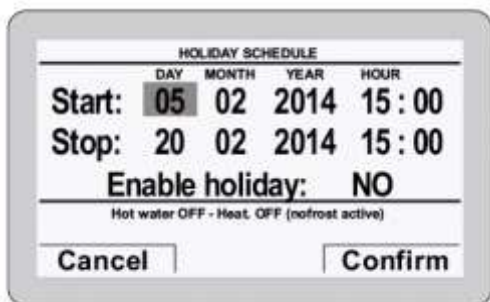 HOLIDAY SCHEDULE
DAY MONTH YEAR HOUR
Start: 05 02 2014 15 : 00
Stop: 20 02 2014 15 : 00
Enable holiday: NO
Hot water OFF - Heat. OFF (nofrost active)
Cancel Confirm